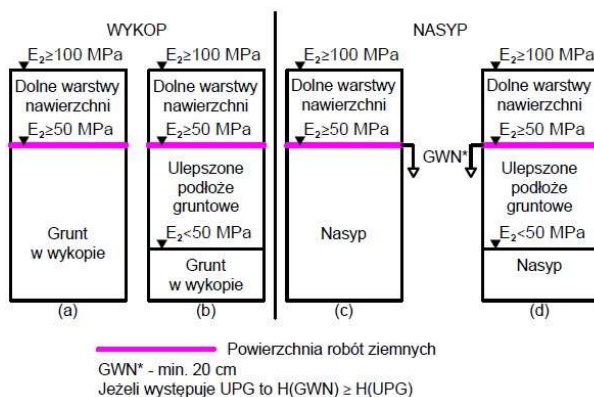 WYKOP
NASYP
E₂≥100 MPa
E₂≥100 MPa
E₂≥100 MPa
E₂≥100 MPa
Dolne warstwy
nawierzchni
Dolne warstwy
nawierzchni
Dolne warstwy
nawierzchni
Dolne warstwy
nawierzchni
E₂≥50 MPa
E₂≥50 MPa
E₂≥50 MPa
E₂≥50 MPa
GWN*
Grunt
w wykopie
Ulepszone
podłoże
gruntowe
Nasyp
Ulepszone
podłoże
gruntowe
E₂<50 MPa
E₂<50 MPa
Grunt
w wykopie
Nasyp
(a)
(b)
(c)
(d)
Powierzchnia robót ziemnych
GWN* - min. 20 cm
Jeżeli występuje UPG to H(GWN) ≥ H(UPG)